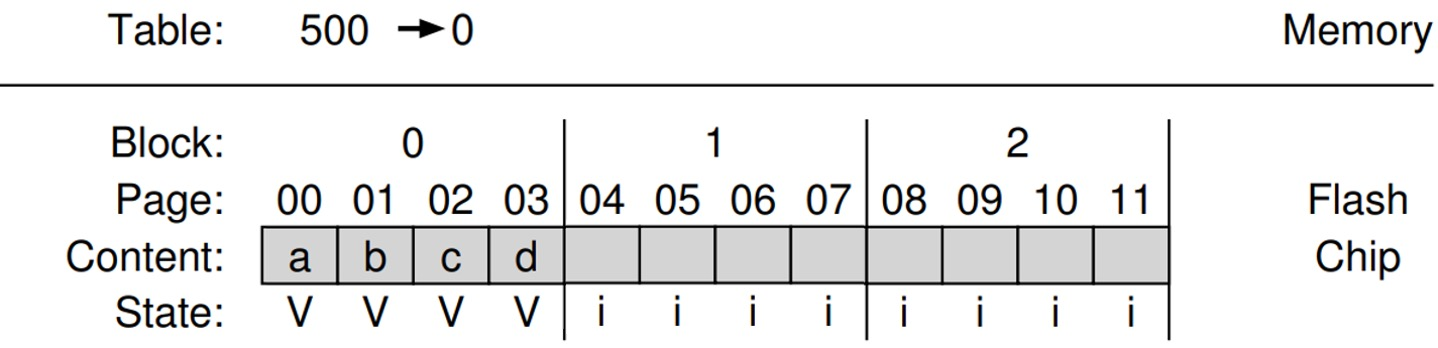 Table: 500 → 0 Memory
Block: 0 1 2
Page: 00 01 02 03 04 05 06 07 08 09 10 11 Flash
Content: a b c d Chip
State: V V V V i i i i i i i i